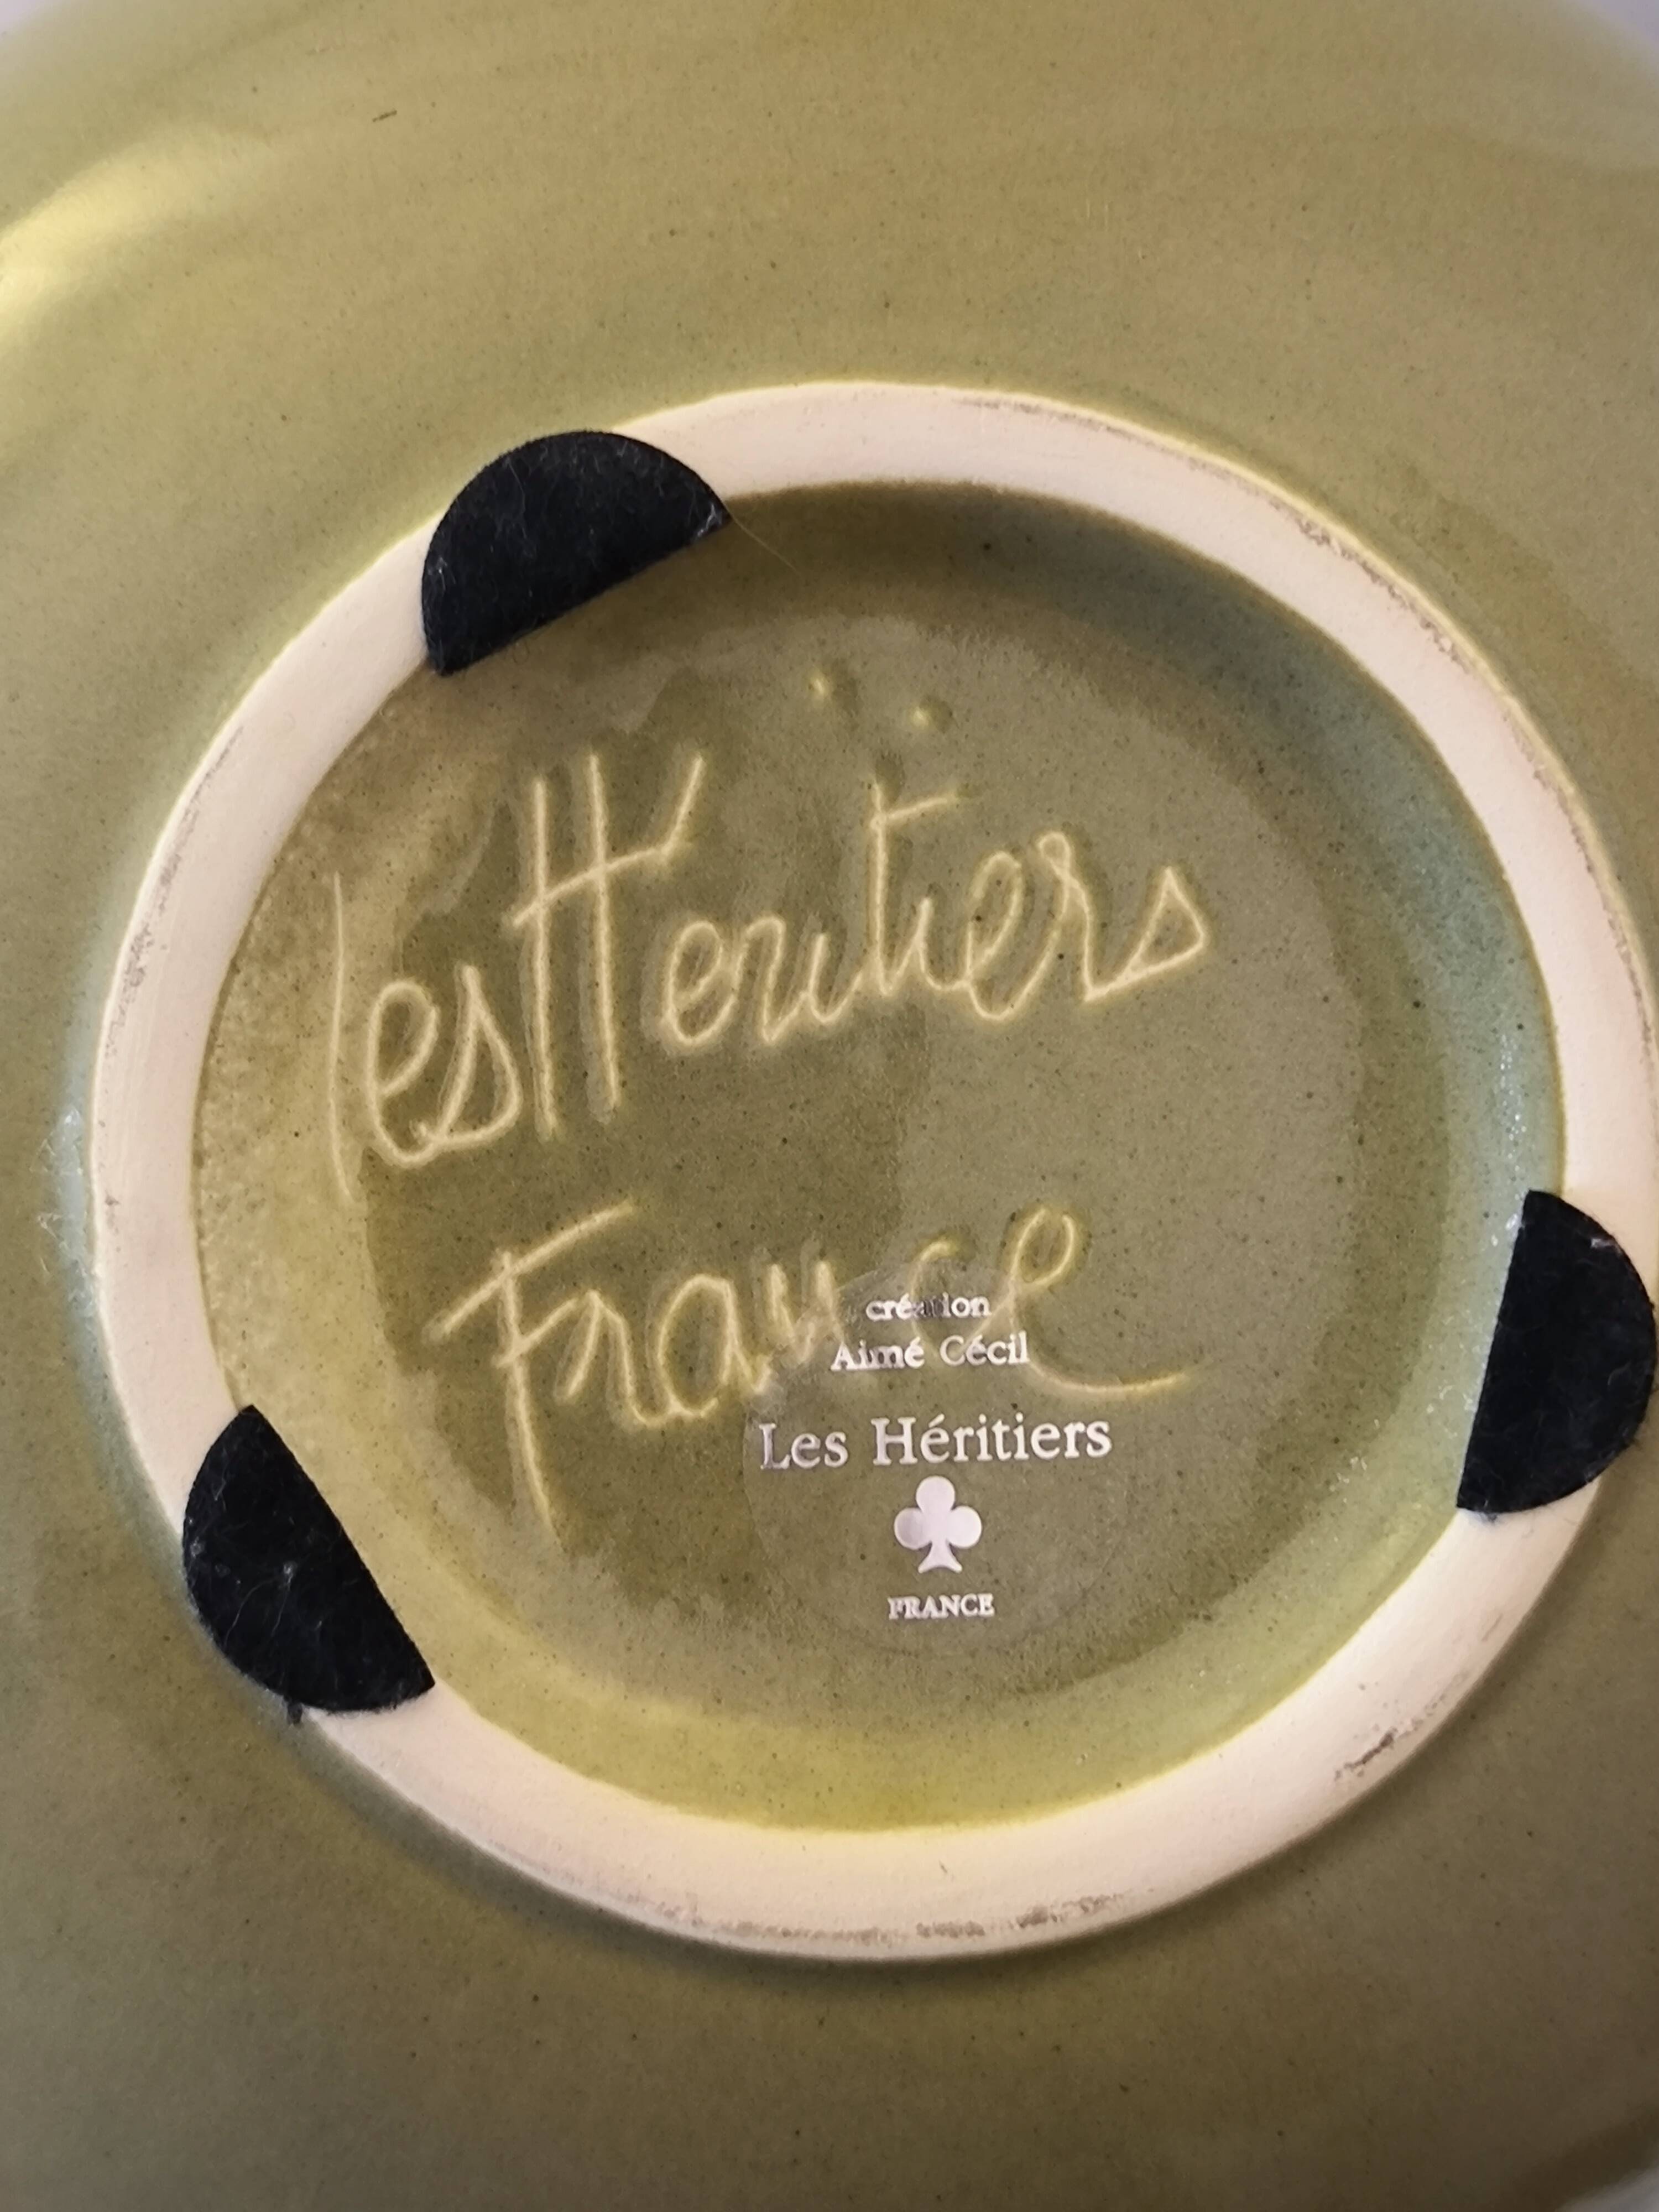 les Héritiers
France
création
Aimé Cécil
Les Héritiers
FRANCE